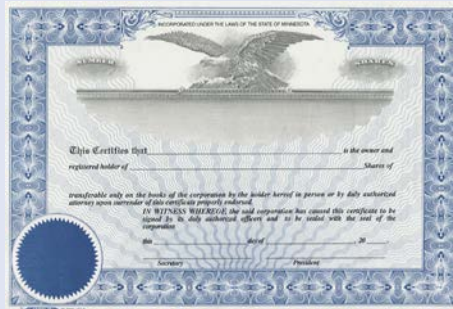 INCORPORATED UNDER THE LAWS OF THE STATE OF MINNESOTA
NUMBER SHARES
This Certifies that is the owner and
registered holder of Shares of
transferable only on the books of the corporation by the holder hereof in person or by duly authorized
attorney upon surrender of this certificate properly endorsed.
IN WITNESS WHEREOF, the said corporation has caused this certificate to be
signed by its duly authorized officers and to be sealed with the seal of the
corporation
this day of 20
Secretary President